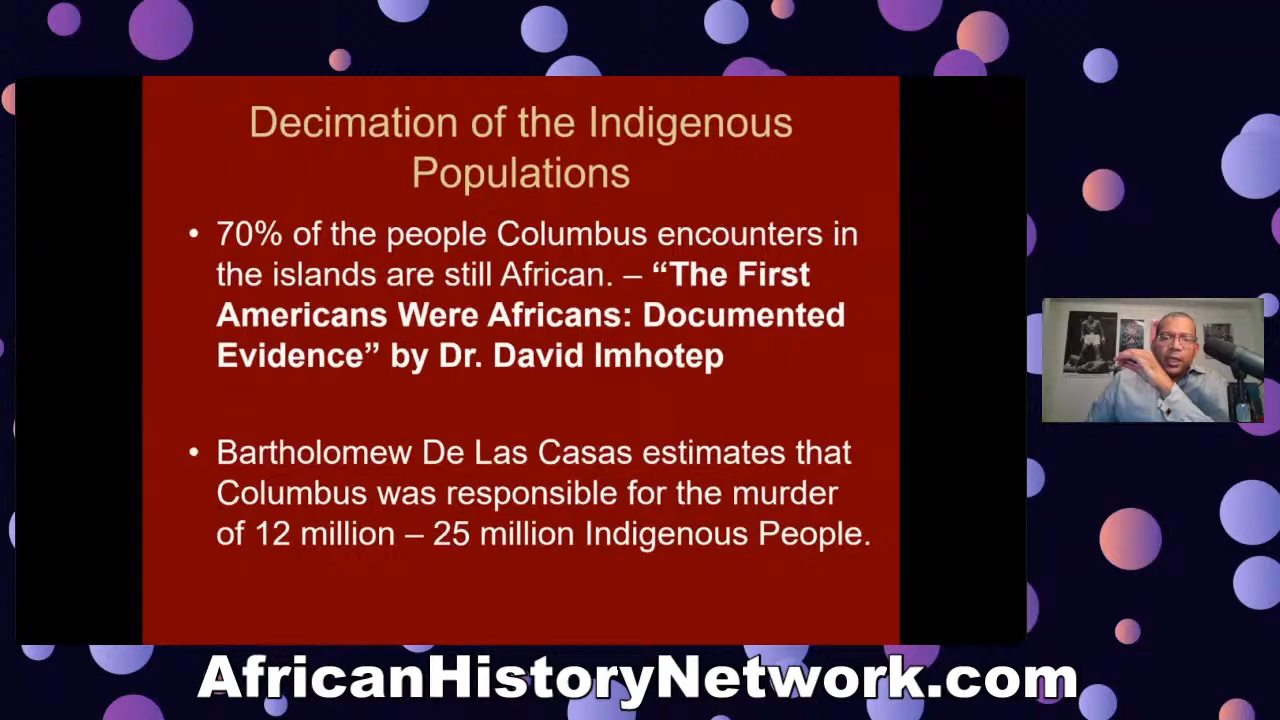 Decimation of the Indigenous
Populations
• 70% of the people Columbus encounters in
the islands are still African. – “The First
Americans Were Africans: Documented
Evidence” by Dr. David Imhotep
• Bartholomew De Las Casas estimates that
Columbus was responsible for the murder
of 12 million – 25 million Indigenous People.
AfricanHistoryNetwork.com